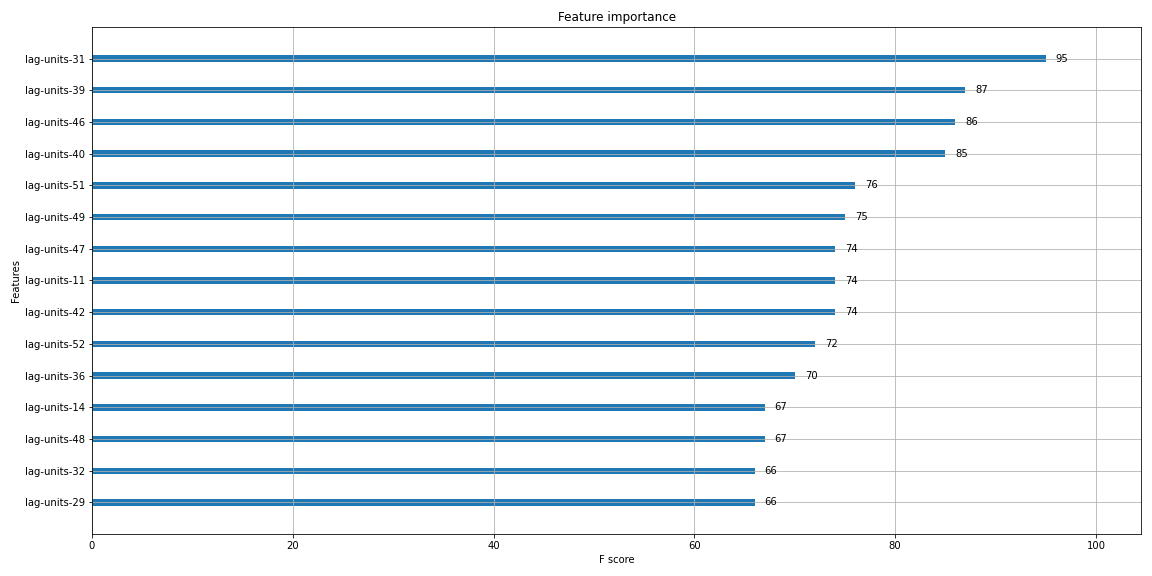 Feature importance
lag-units-31 95
lag-units-39 87
lag-units-46 86
lag-units-40 85
lag-units-51 76
lag-units-49 75
lag-units-47 74
lag-units-11 74
lag-units-42 74
lag-units-52 72
lag-units-36 70
lag-units-14 67
lag-units-48 67
lag-units-32 66
lag-units-29 66
Features
0 20 40 60 80 100
F score